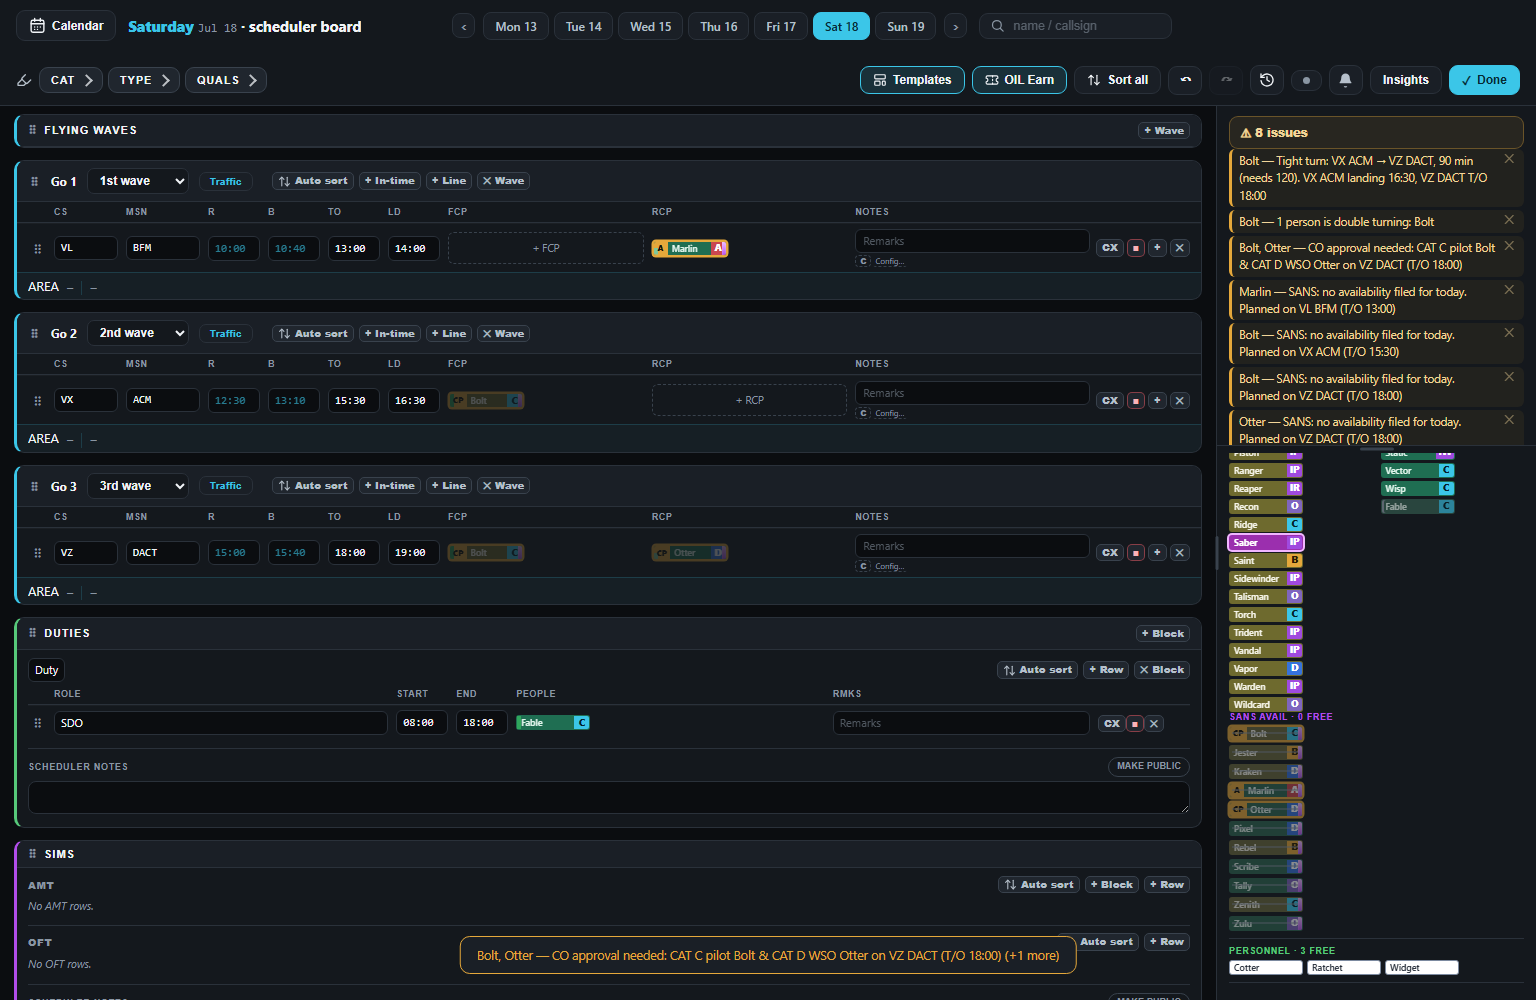 Calendar
Saturday Jul 18 · scheduler board
‹ Mon 13 Tue 14 Wed 15 Thu 16 Fri 17 Sat 18 Sun 19 ›
name / callsign
CAT TYPE QUALS
Templates OIL Earn Sort all Insights ✓ Done
FLYING WAVES
+ Wave
Go 1 1st wave Traffic Auto sort + In-time + Line X Wave
CS MSN R B TO LD FCP RCP NOTES
VL BFM 10:00 10:40 13:00 14:00 + FCP A Marlin A Remarks CX + X
C Config...
AREA – –
Go 2 2nd wave Traffic Auto sort + In-time + Line X Wave
CS MSN R B TO LD FCP RCP NOTES
VX ACM 12:30 13:10 15:30 16:30 CP Bolt C + RCP Remarks CX + X
C Config...
AREA – –
Go 3 3rd wave Traffic Auto sort + In-time + Line X Wave
CS MSN R B TO LD FCP RCP NOTES
VZ DACT 15:00 15:40 18:00 19:00 CP Bolt C CP Otter D Remarks CX + X
C Config...
AREA – –
DUTIES
+ Block
Duty
Auto sort + Row X Block
ROLE START END PEOPLE RMKS
SDO 08:00 18:00 Fable C Remarks CX X
SCHEDULER NOTES
MAKE PUBLIC
SIMS
AMT
Auto sort + Block + Row
No AMT rows.
OFT
Auto sort + Row
No OFT rows.
Bolt, Otter — CO approval needed: CAT C pilot Bolt & CAT D WSO Otter on VZ DACT (T/O 18:00) (+1 more)
MAKE PUBLIC
⚠ 8 issues
Bolt — Tight turn: VX ACM → VZ DACT, 90 min
(needs 120). VX ACM landing 16:30, VZ DACT T/O
18:00
Bolt — 1 person is double turning: Bolt
Bolt, Otter — CO approval needed: CAT C pilot Bolt
& CAT D WSO Otter on VZ DACT (T/O 18:00)
Marlin — SANS: no availability filed for today.
Planned on VL BFM (T/O 13:00)
Bolt — SANS: no availability filed for today.
Planned on VX ACM (T/O 15:30)
Bolt — SANS: no availability filed for today.
Planned on VZ DACT (T/O 18:00)
Otter — SANS: no availability filed for today.
Planned on VZ DACT (T/O 18:00)
Piston Static
Ranger IP Vector C
Reaper IR Wisp C
Recon O Fable C
Ridge C
Saber IP
Saint B
Sidewinder IP
Talisman O
Torch C
Trident IP
Vandal IP
Vapor D
Warden IP
Wildcard O
SANS AVAIL · 0 FREE
CP Bolt C
Jester B
Kraken D
A Marlin A
CP Otter D
Pixel D
Rebel B
Scribe D
Tally O
Zenith C
Zulu O
PERSONNEL · 3 FREE
Cotter Ratchet Widget